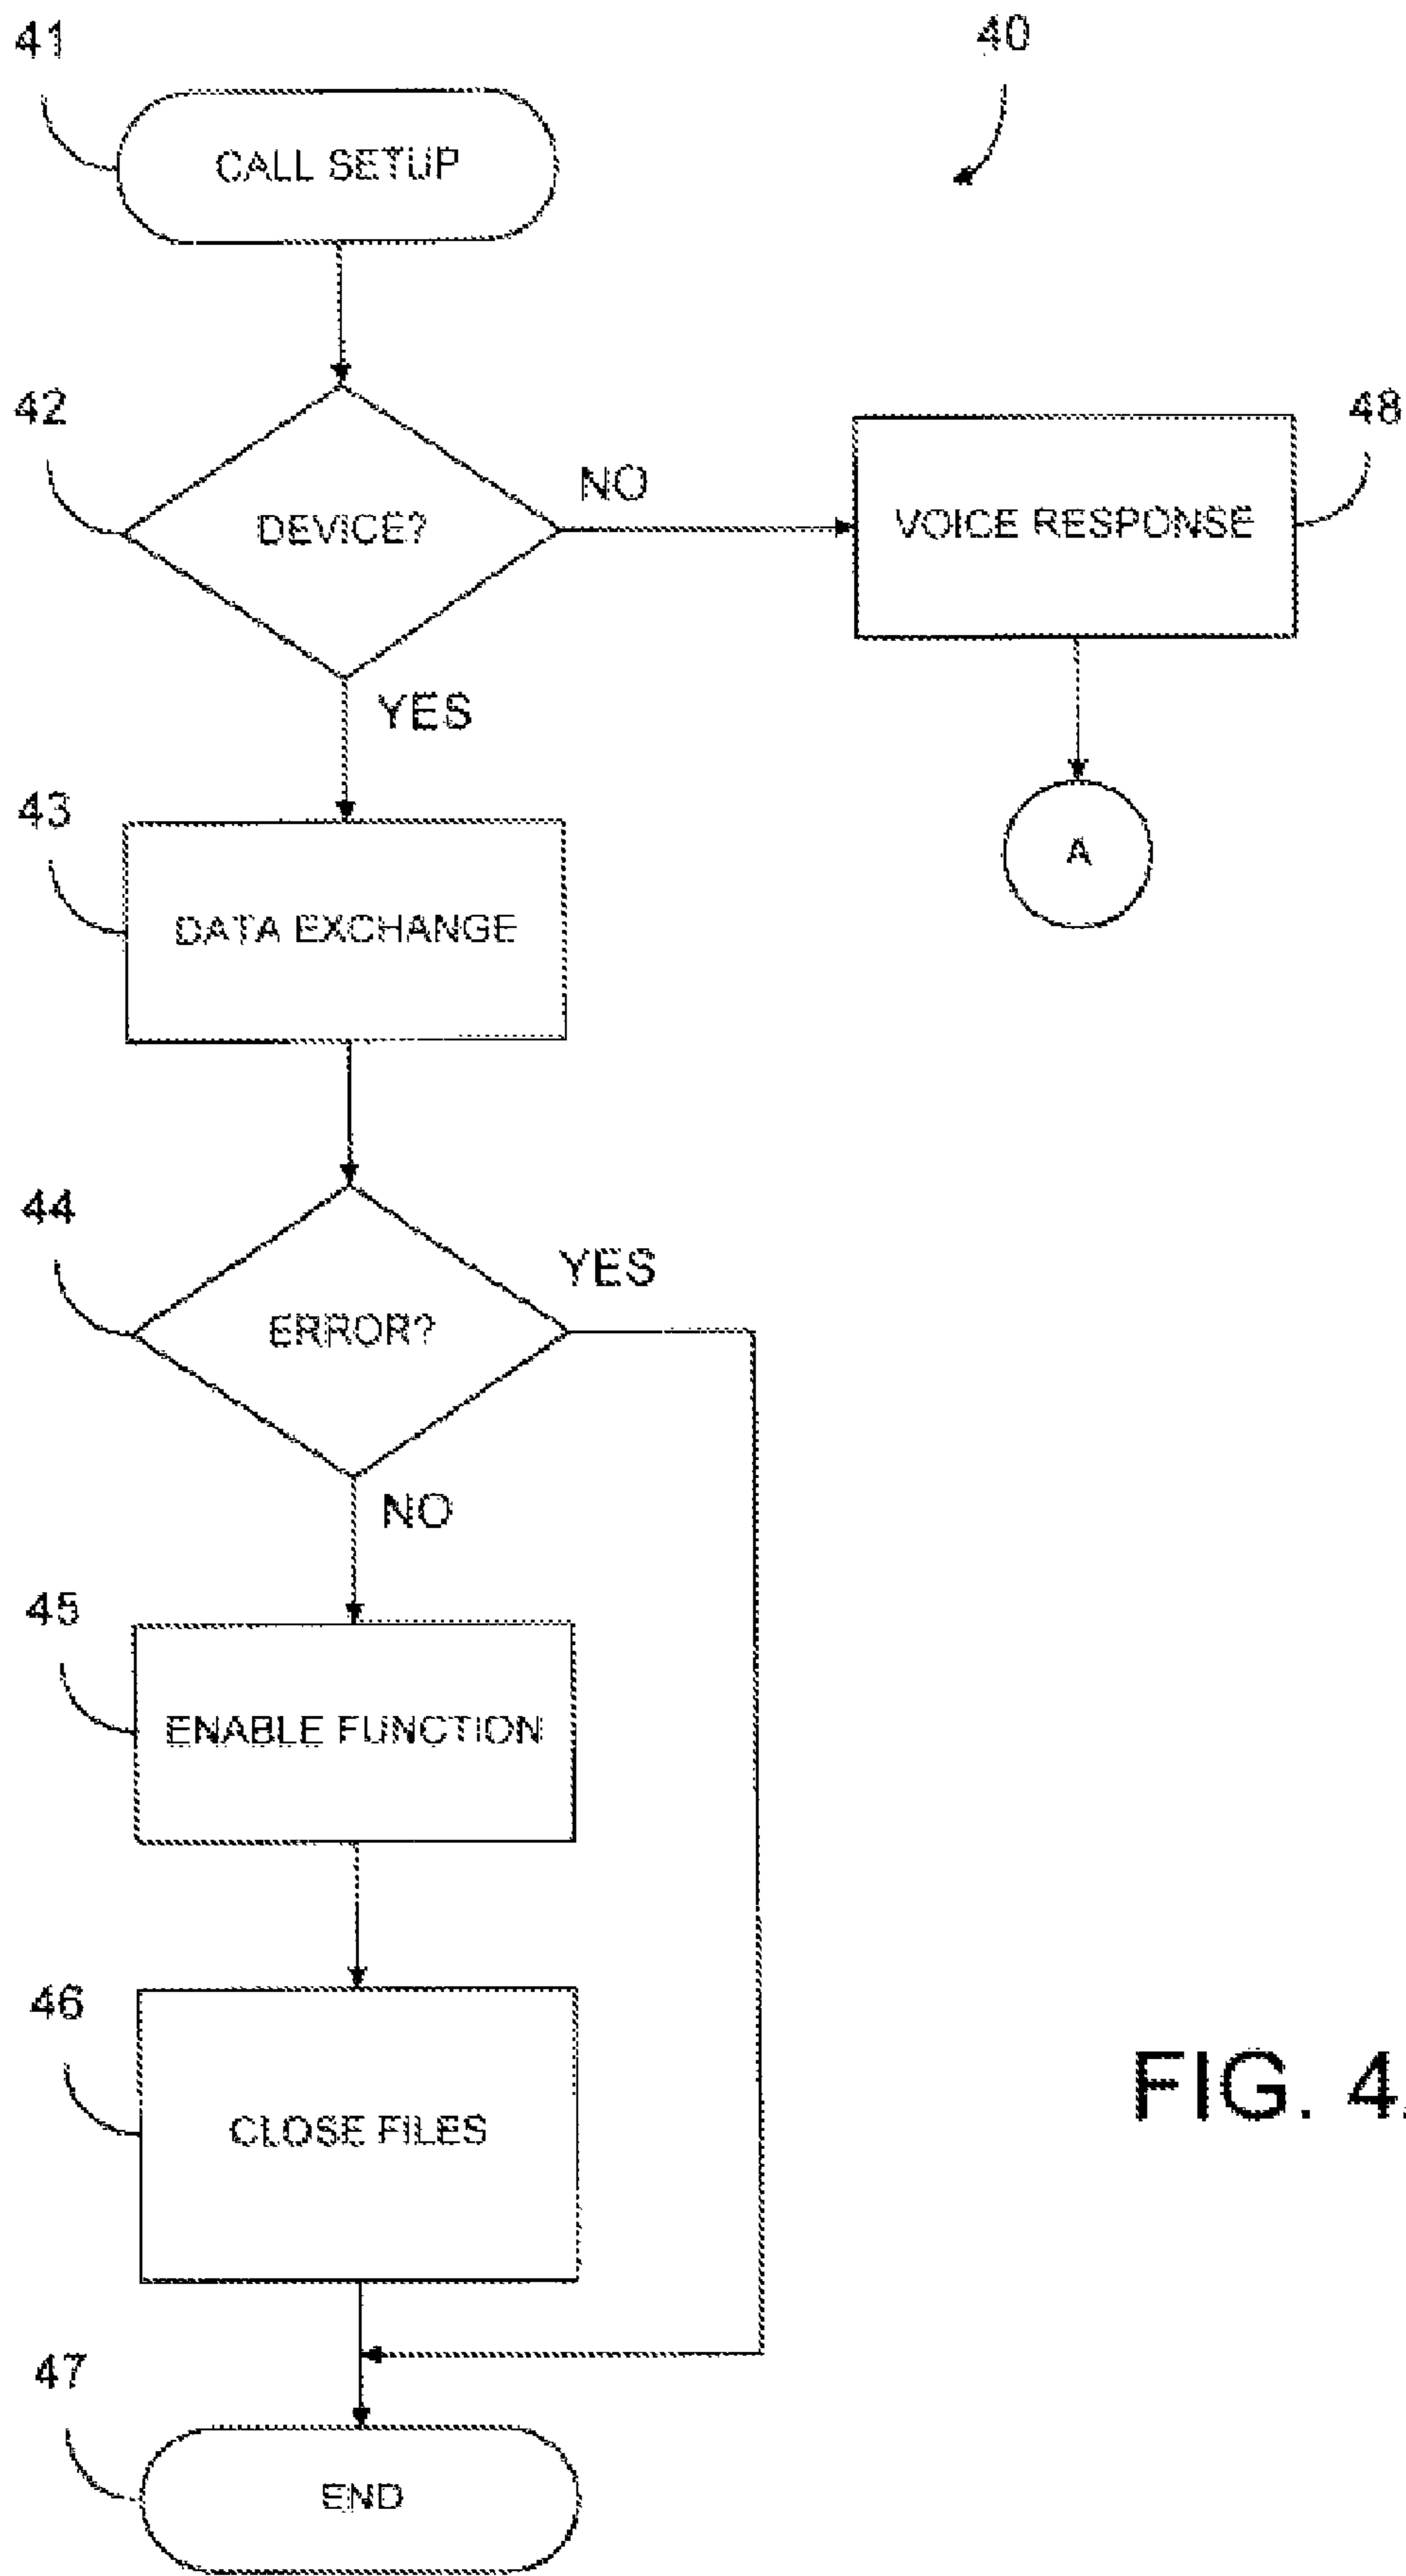 41
40
CALL SETUP
42
48
NO
DEVICE?
VOICE RESPONSE
YES
43
A
DATA EXCHANGE
44
YES
ERROR?
NO
45
ENABLE FUNCTION
46
CLOSE FILES
FIG. 4.
47
END